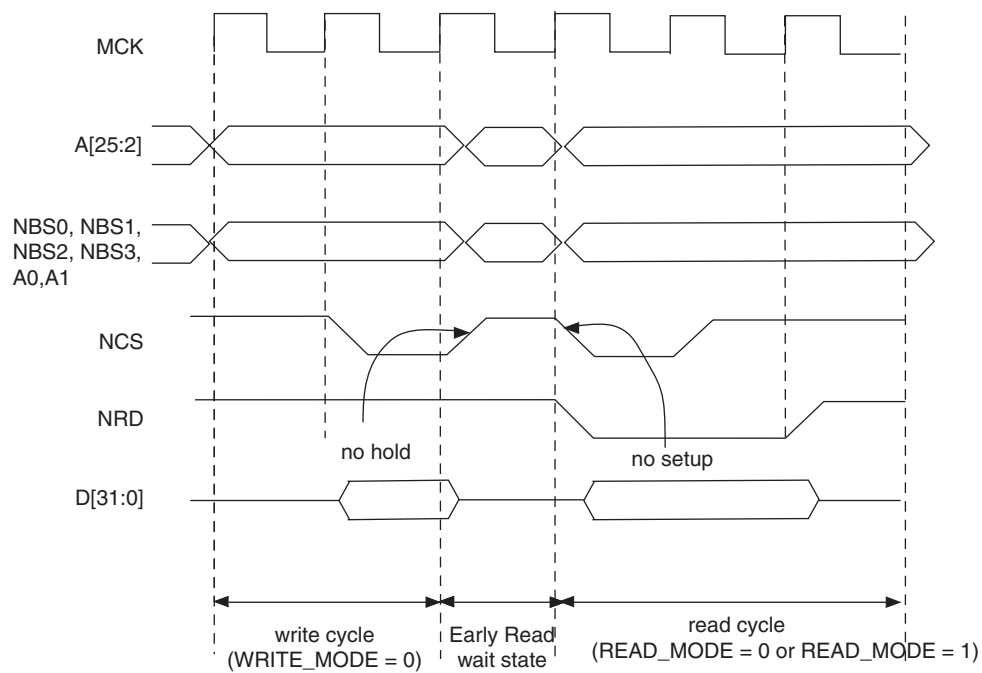 MCK
A[25:2]
NBS0, NBS1,
NBS2, NBS3,
A0,A1
NCS
NRD
no hold
no setup
D[31:0]
write cycle
(WRITE_MODE = 0)
Early Read
wait state
read cycle
(READ_MODE = 0 or READ_MODE = 1)